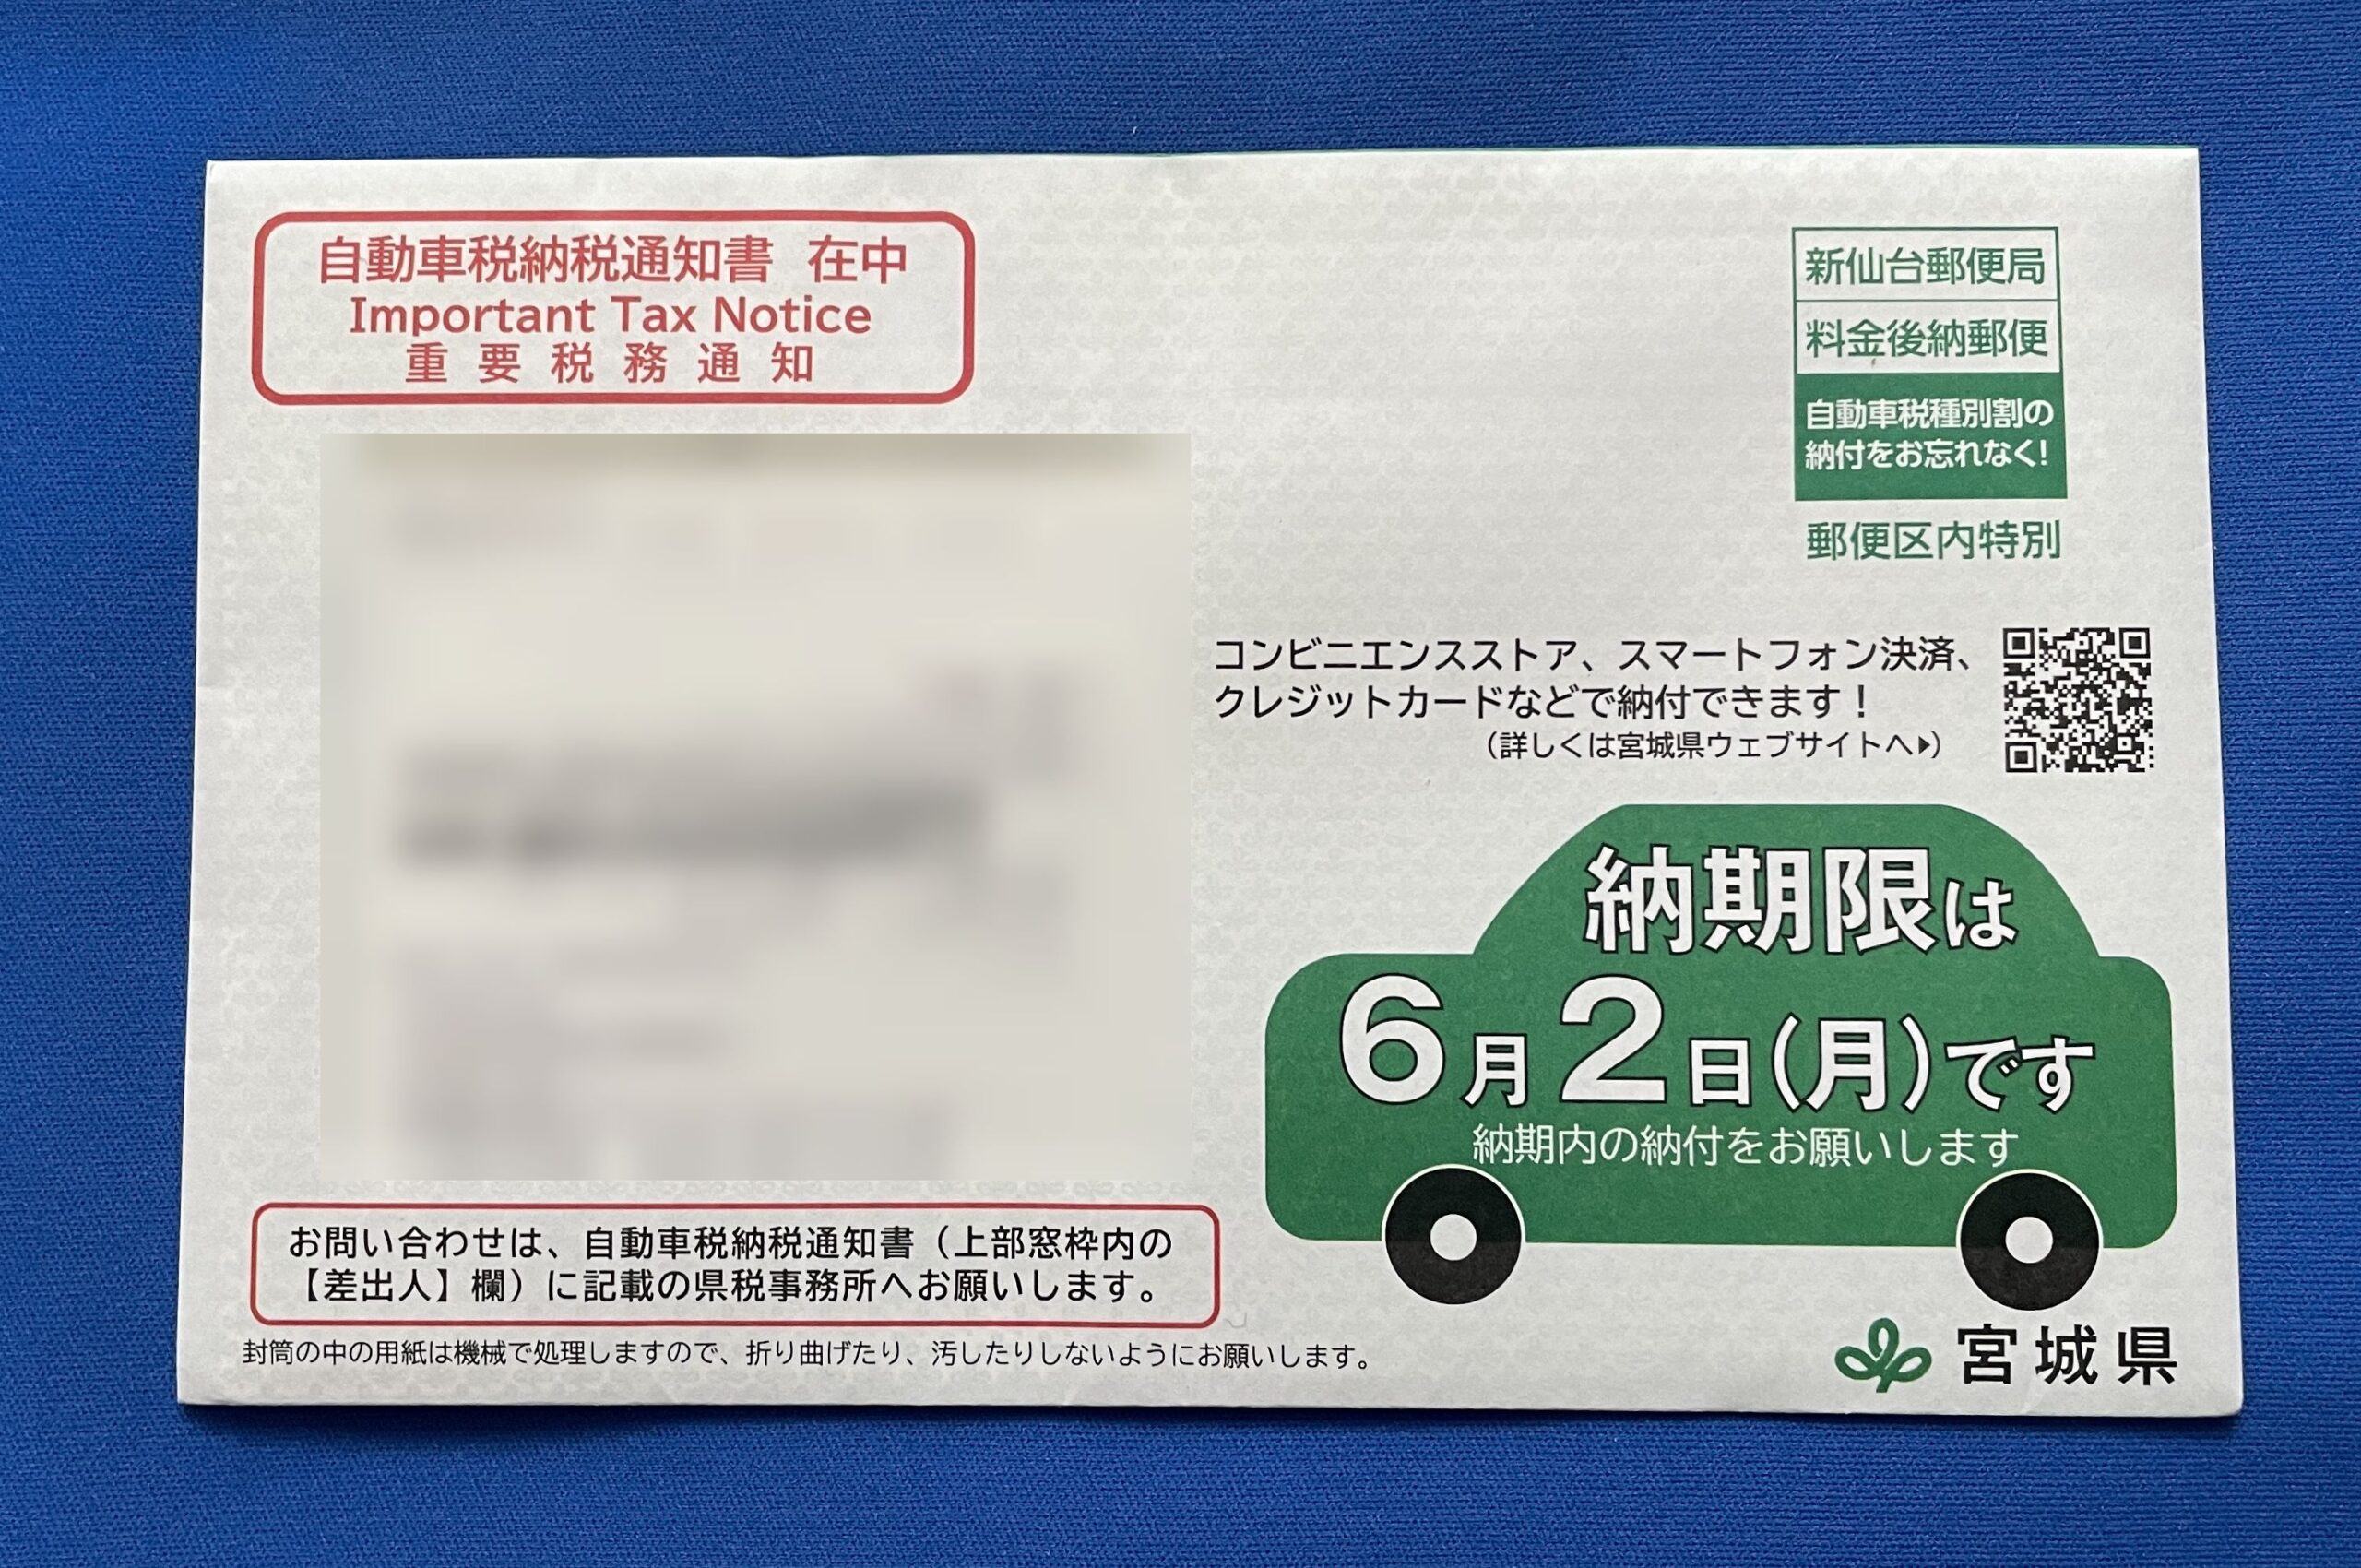 自動車税納税通知書 在中
Important Tax Notice
重要税務通知
新仙台郵便局
料金後納郵便
自動車税種別割の
納付をお忘れなく!
郵便区内特別
コンビニエンスストア、スマートフォン決済、
クレジットカードなどで納付できます！
（詳しくは宮城県ウェブサイトへ▶）
納期限は
6月2日(月)です
納期内の納付をお願いします
お問い合わせは、自動車税納税通知書（上部窓枠内の
【差出人】欄）に記載の県税事務所へお願いします。
封筒の中の用紙は機械で処理しますので、折り曲げたり、汚したりしないようにお願いします。
宮城県